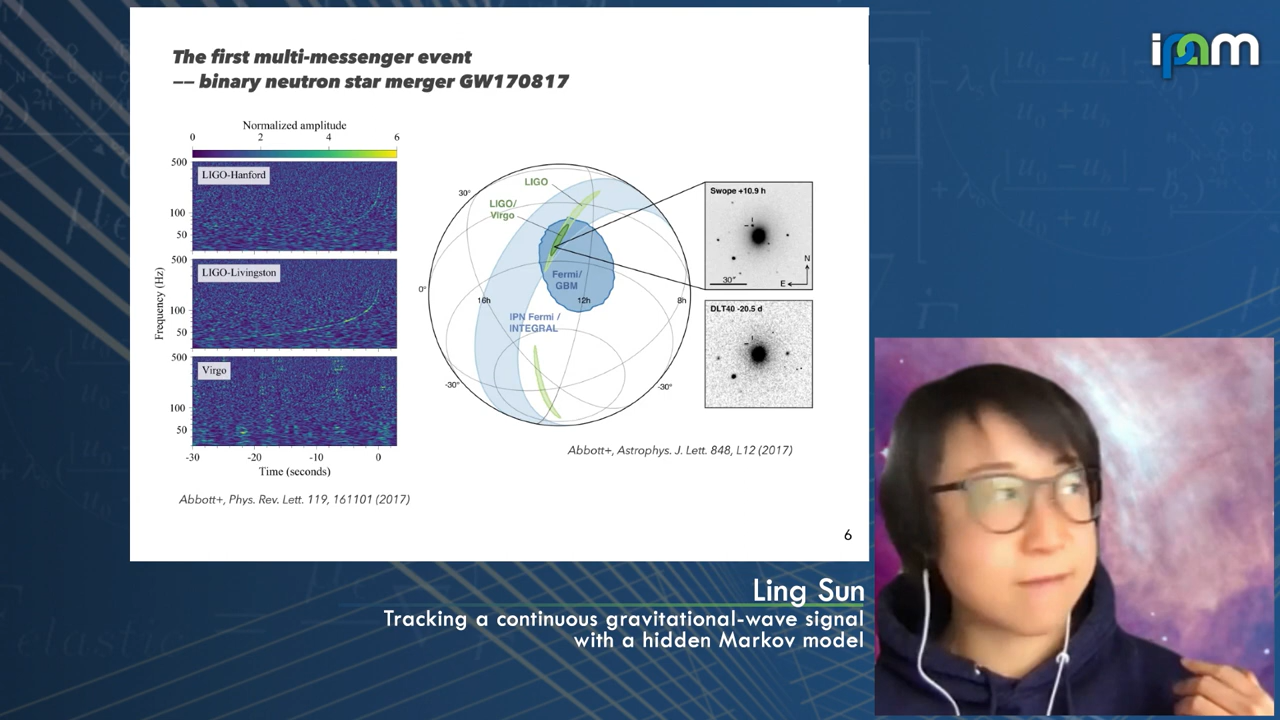 ipam
The first multi-messenger event
–– binary neutron star merger GW170817
Normalized amplitude
0 2 4 6
500
LIGO-Hanford
100
50
500
LIGO-Livingston
100
50
500
Virgo
100
50
Frequency (Hz)
-30 -20 -10 0
Time (seconds)
Abbott+, Phys. Rev. Lett. 119, 161101 (2017)
LIGO
30°
LIGO/
Virgo
Fermi/
GBM
0°
16h
12h
8h
IPN Fermi /
INTEGRAL
-30°
-30°
Swope +10.9 h
N
30"
E
DLT40 -20.5 d
Abbott+, Astrophys. J. Lett. 848, L12 (2017)
6
Ling Sun
Tracking a continuous gravitational-wave signal
with a hidden Markov model